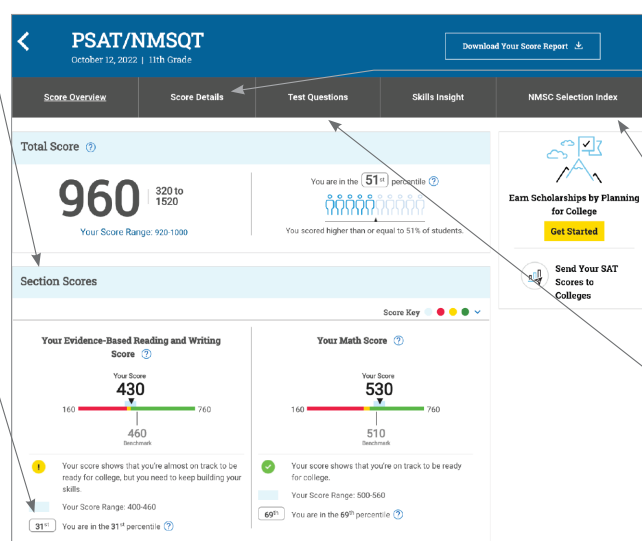 PSAT/NMSQT
October 12, 2022 | 11th Grade
Download Your Score Report
Score Overview
Score Details
Test Questions
Skills Insight
NMSC Selection Index
Total Score ?
960
320 to
1520
Your Score Range: 920-1000
You are in the 51st percentile ?
You scored higher than or equal to 51% of students.
Earn Scholarships by Planning
for College
Get Started
Send Your SAT
Scores to
Colleges
Section Scores
Score Key
Your Evidence-Based Reading and Writing
Score ?
Your Score
430
160
760
460
Benchmark
! Your score shows that you're almost on track to be
ready for college, but you need to keep building your
skills.
Your Score Range: 400-460
31st You are in the 31st percentile ?
Your Math Score ?
Your Score
530
160
760
510
Benchmark
Your score shows that you're on track to be ready
for college.
Your Score Range: 500-560
69th You are in the 69th percentile ?